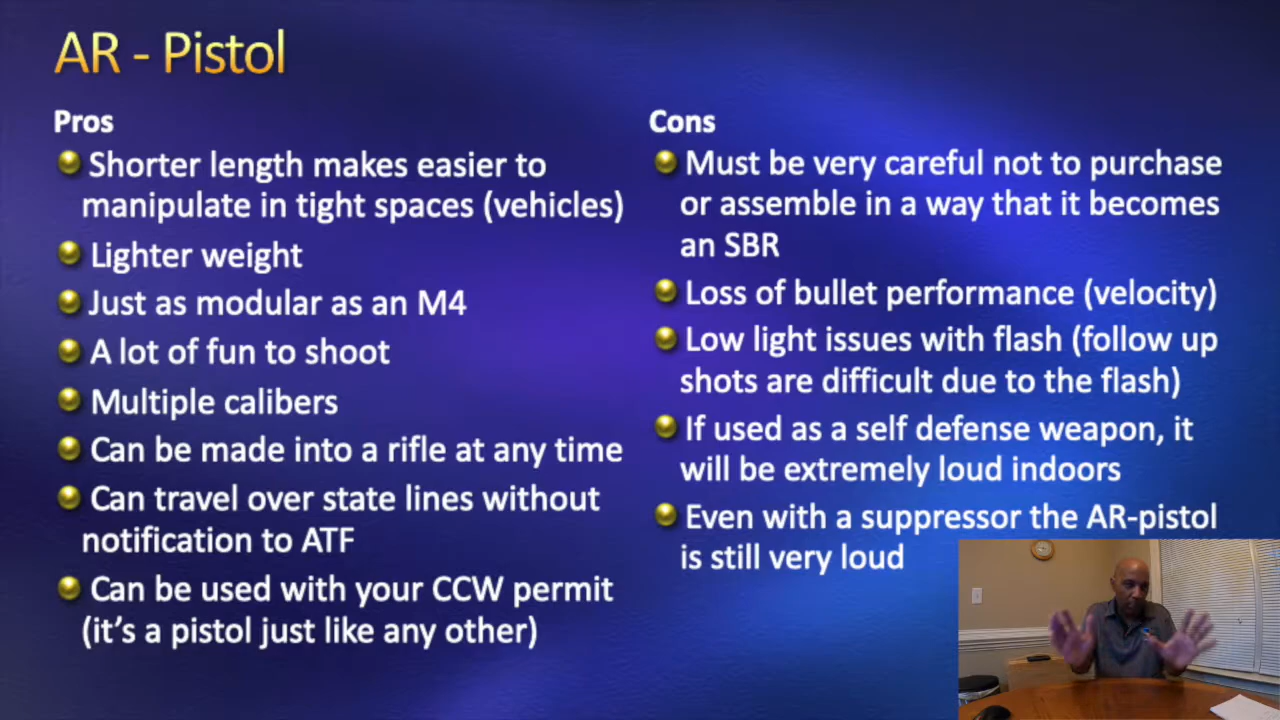 AR - Pistol
Pros
Shorter length makes easier to
manipulate in tight spaces (vehicles)
Lighter weight
Just as modular as an M4
A lot of fun to shoot
Multiple calibers
Can be made into a rifle at any time
Can travel over state lines without
notification to ATF
Can be used with your CCW permit
(it's a pistol just like any other)
Cons
Must be very careful not to purchase
or assemble in a way that it becomes
an SBR
Loss of bullet performance (velocity)
Low light issues with flash (follow up
shots are difficult due to the flash)
If used as a self defense weapon, it
will be extremely loud indoors
Even with a suppressor the AR-pistol
is still very loud